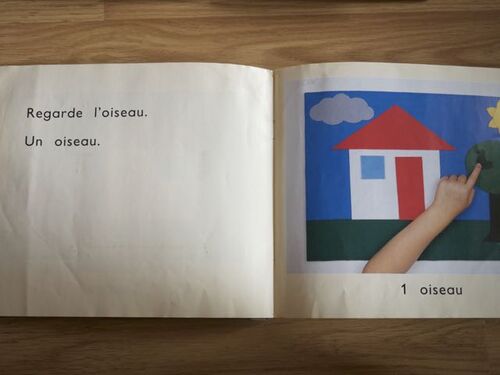 Regarde l'oiseau.
Un oiseau.
1 oiseau